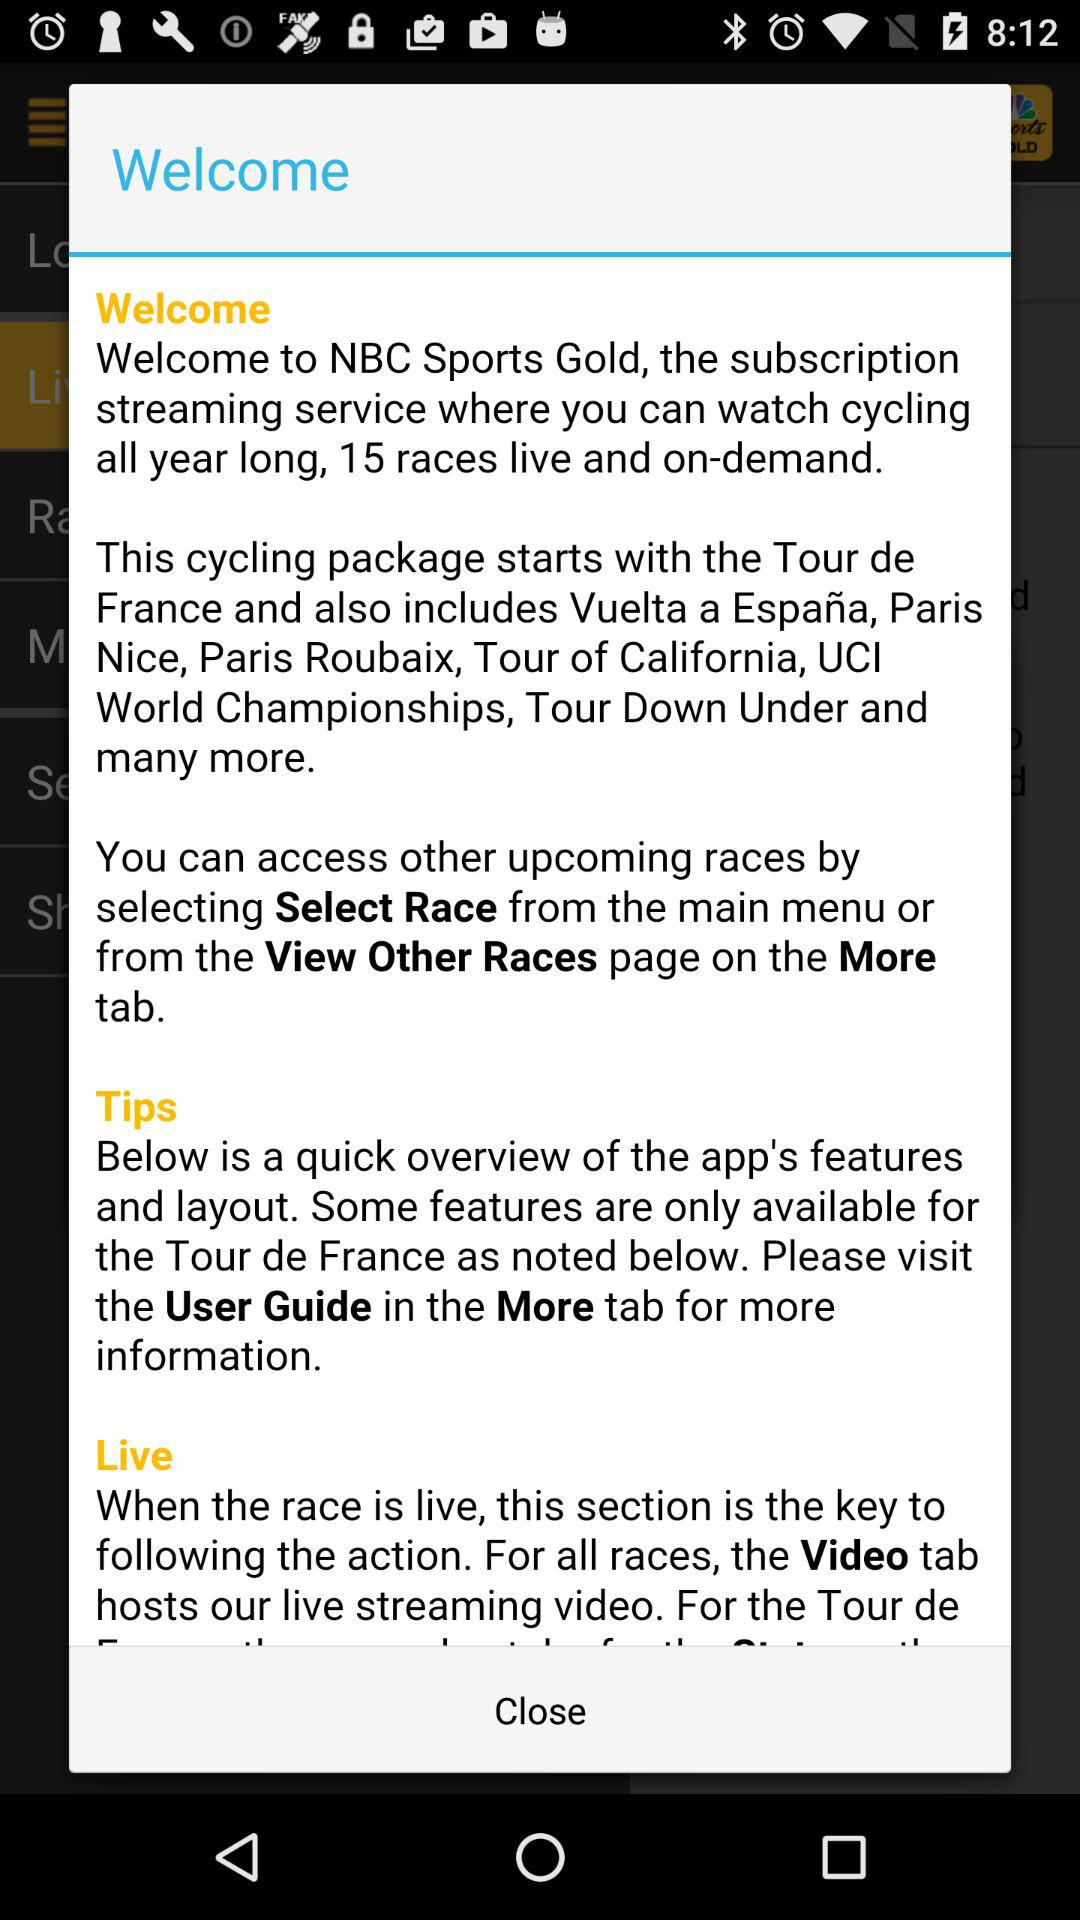 FAKE
8:12
Welcome
Welcome
Welcome to NBC Sports Gold, the subscription
streaming service where you can watch cycling
all year long, 15 races live and on-demand.
This cycling package starts with the Tour de
France and also includes Vuelta a España, Paris
Nice, Paris Roubaix, Tour of California, UCI
World Championships, Tour Down Under and
many more.
You can access other upcoming races by
selecting Select Race from the main menu or
from the View Other Races page on the More
tab.
Tips
Below is a quick overview of the app's features
and layout. Some features are only available for
the Tour de France as noted below. Please visit
the User Guide in the More tab for more
information.
Live
When the race is live, this section is the key to
following the action. For all races, the Video tab
hosts our live streaming video. For the Tour de
Close